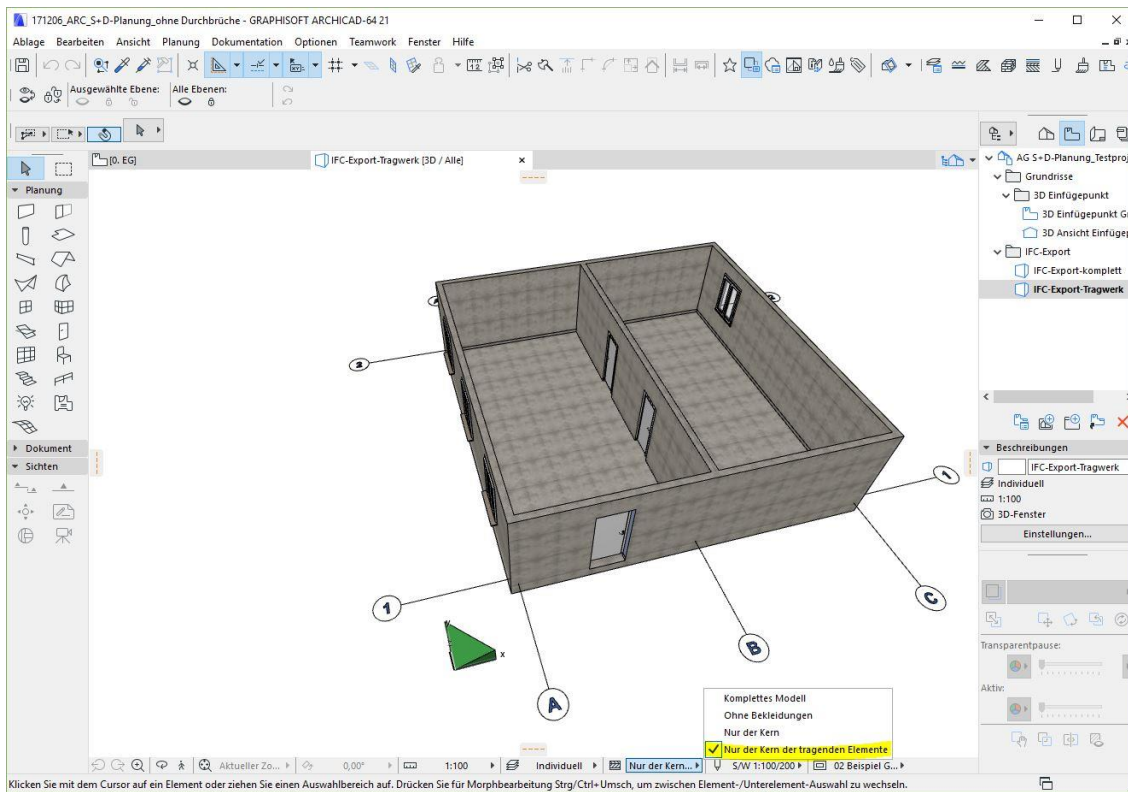 171206_ARC_S+D-Planung_ohne Durchbrüche - GRAPHISOFT ARCHICAD-64 21
Ablage Bearbeiten Ansicht Planung Dokumentation Optionen Teamwork Fenster Hilfe
Ausgewählte Ebene: Alle Ebenen:
[0. EG] IFC-Export-Tragwerk [3D / Alle]
Planung
Dokument
Sichten
AG S+D-Planung_Testproj
Grundrisse
3D Einfügepunkt
3D Einfügepunkt G
3D Ansicht Einfüge
IFC-Export
IFC-Export-komplett
IFC-Export-Tragwerk
Beschreibungen
IFC-Export-Tragwerk
Individuell
1:100
3D-Fenster
Einstellungen...
Transparentpause:
Aktiv:
2
1
1
A
B
C
x
Komplettes Modell
Ohne Bekleidungen
Nur der Kern
Nur der Kern der tragenden Elemente
Aktueller Zo... 0,00° 1:100 Individuell Nur der Kern... S/W 1:100/200 02 Beispiel G...
Klicken Sie mit dem Cursor auf ein Element oder ziehen Sie einen Auswahlbereich auf. Drücken Sie für Morphbearbeitung Strg/Ctrl+Umsch, um zwischen Element-/Unterelement-Auswahl zu wechseln.